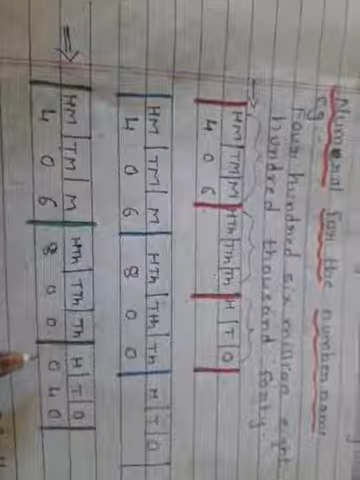 Numeral for the number name
eg:-
Four hundred six million eight
hundred thousand forty.
→ HM | TM | M | HTh | TTh | Th | H | T | O
4 0 6
HM | TM | M | HTh | TTh | Th | H T O
4 0 6 8 0 0
⇒ HM | TM | M | HTh | TTh | Th | H | T | O
4 0 6 8 0 0 0 4 0